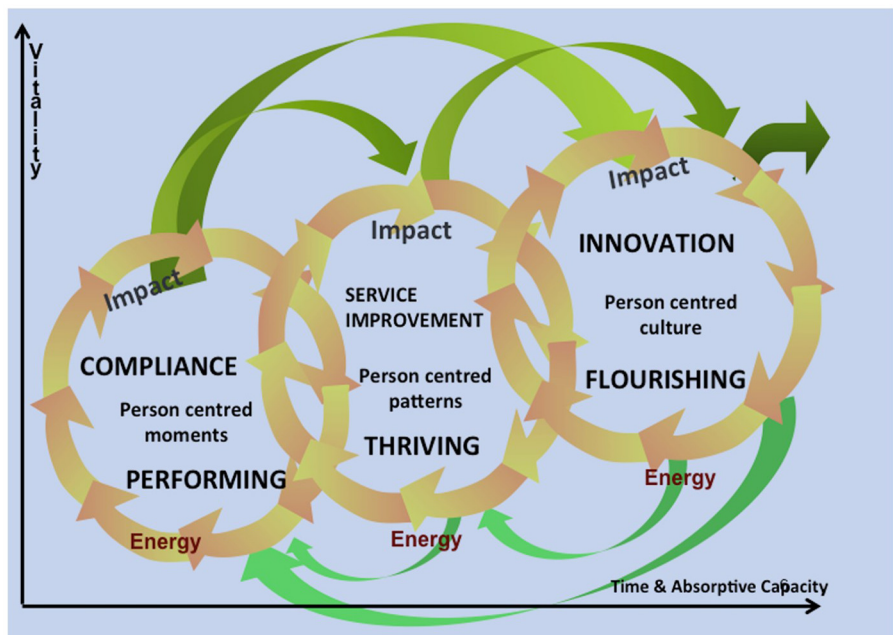 Vitality
Impact
COMPLIANCE
Person centred
moments
PERFORMING
Energy
Impact
SERVICE
IMPROVEMENT
Person centred
patterns
THRIVING
Energy
Impact
INNOVATION
Person centred
culture
FLOURISHING
Energy
Time & Absorptive Capacity
6